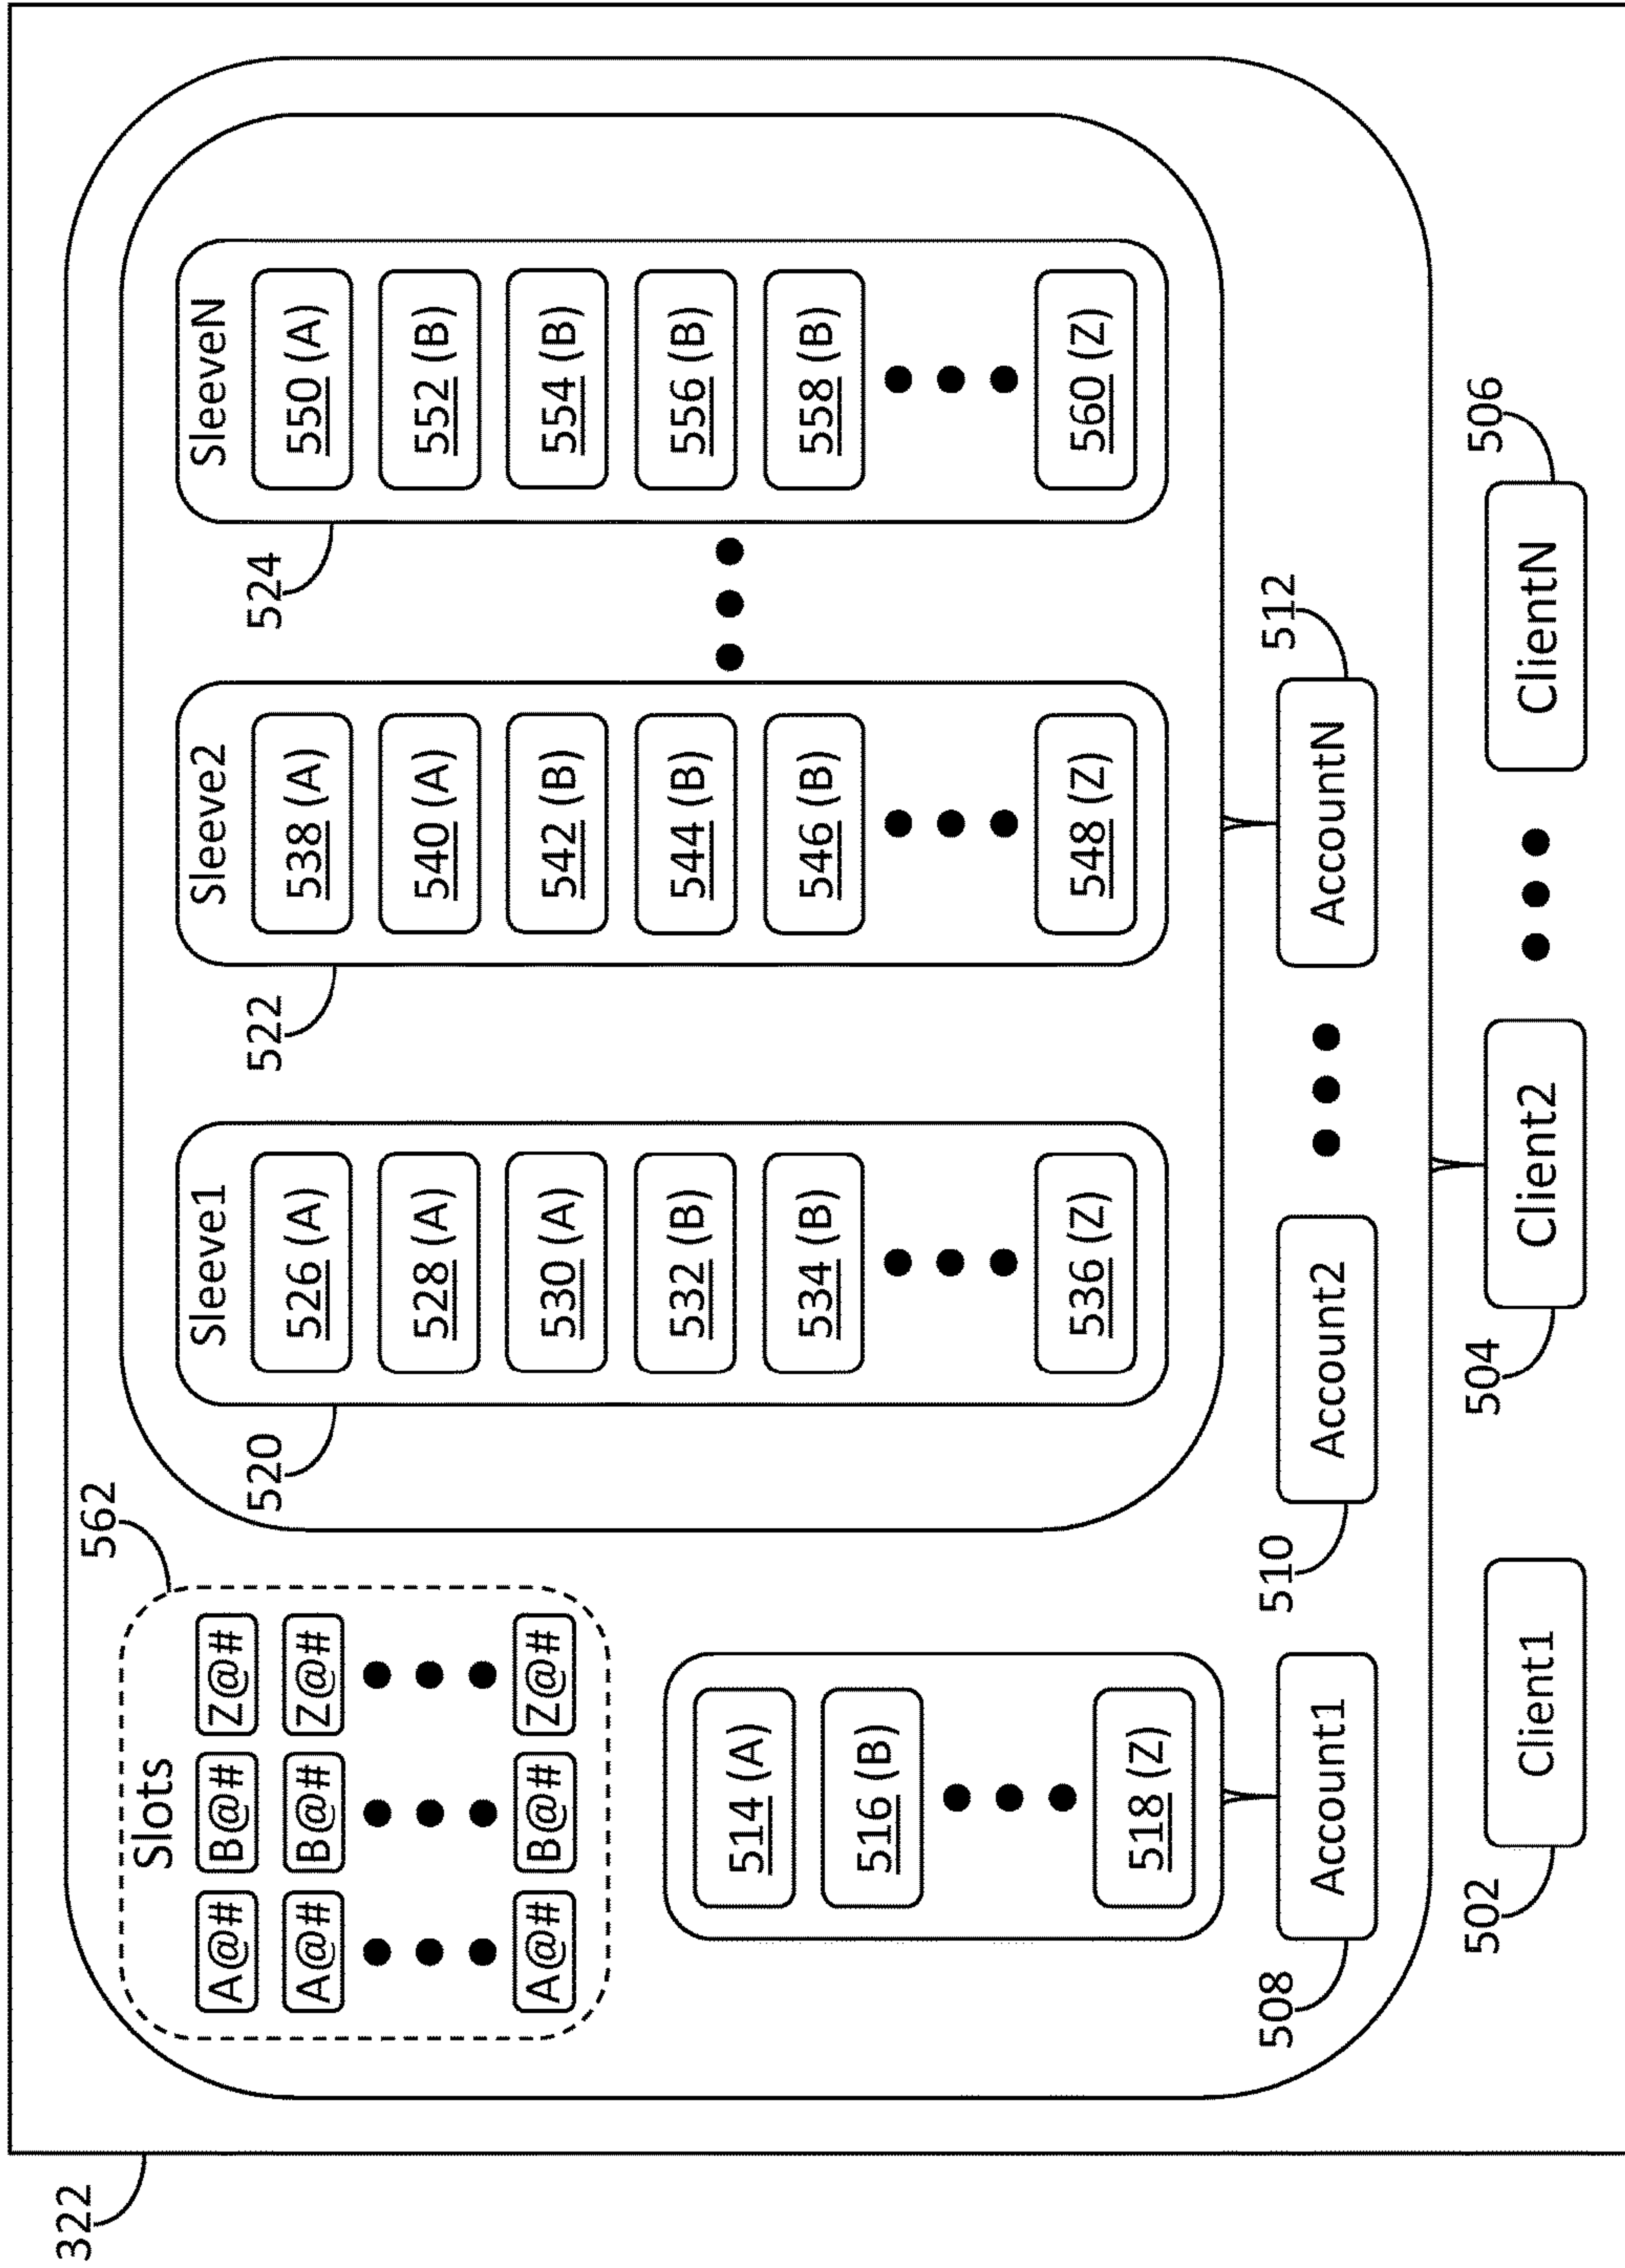 322
562
Slots
A@# B@# Z@#
A@# B@# Z@#
A@# B@# Z@#
514 (A)
516 (B)
518 (Z)
508
Account1
520
Sleeve1
526 (A)
528 (A)
530 (A)
532 (B)
534 (B)
536 (Z)
522
Sleeve2
538 (A)
540 (A)
542 (B)
544 (B)
546 (B)
548 (Z)
524
SleeveN
550 (A)
552 (B)
554 (B)
556 (B)
558 (B)
560 (Z)
510
Account2
512
AccountN
502
Client1
504
Client2
506
ClientN